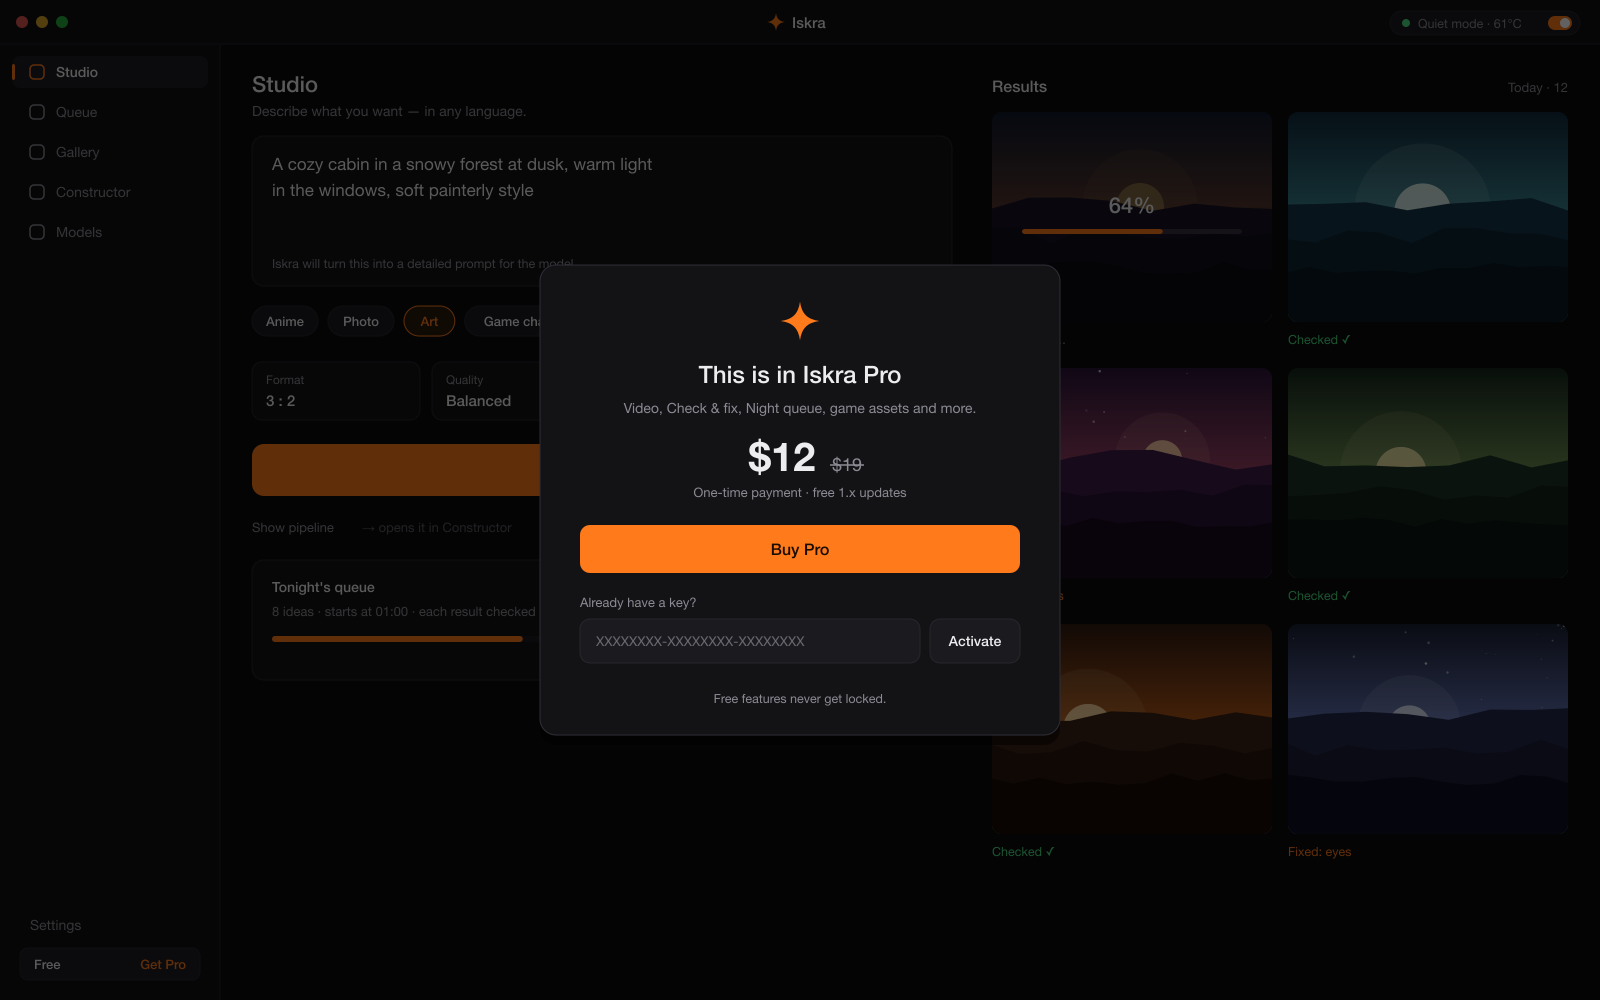 Iskra
Quiet mode · 61°C
Studio
Queue
Gallery
Constructor
Models
Settings
Free
Get Pro
Studio
Describe what you want — in any language.
A cozy cabin in a snowy forest at dusk, warm light
in the windows, soft painterly style
Iskra will turn this into a detailed prompt for the model
Anime
Photo
Art
Game
Format
3 : 2
Quality
Balanced
Show pipeline
→ opens it in Constructor
Tonight's queue
8 ideas · starts at 01:00 · each result checked
Results
Today · 12
64%
Checked ✓
Checked ✓
Checked ✓
Fixed: eyes
This is in Iskra Pro
Video, Check & fix, Night queue, game assets and more.
$12 $19
One-time payment · free 1.x updates
Buy Pro
Already have a key?
XXXXXXXX-XXXXXXXX-XXXXXXXX
Activate
Free features never get locked.